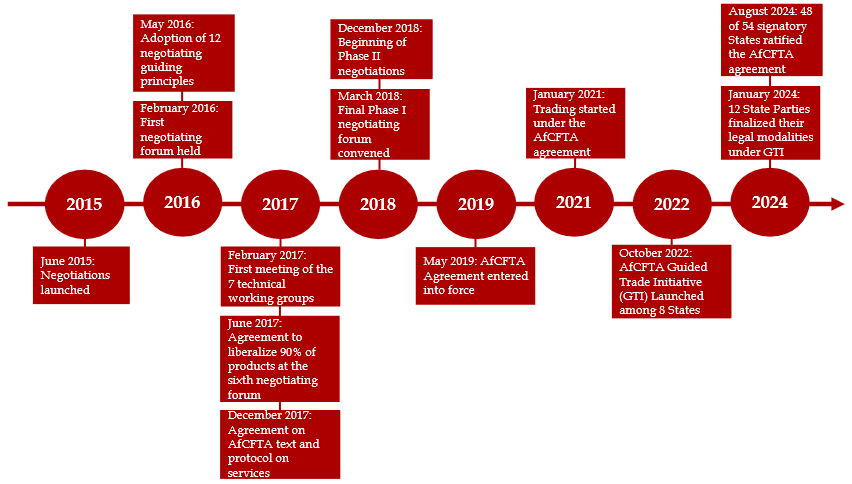 May 2016:
Adoption of 12
negotiating
guiding
principles
February 2016:
First
negotiating
forum held
December 2018:
Beginning of
Phase II
negotiations
March 2018:
Final Phase I
negotiating
forum
convened
January 2021:
Trading started
under the
AfCFTA
agreement
August 2024: 48
of 54 signatory
States ratified
the AfCFTA
agreement
January 2024:
12 State Parties
finalized their
legal modalities
under GTI
2015
2016
2017
2018
2019
2021
2022
2024
June 2015:
Negotiations
launched
February 2017:
First meeting of the
7 technical
working groups
June 2017:
Agreement to
liberalize 90% of
products at the
sixth negotiating
forum
December 2017:
Agreement on
AfCFTA text and
protocol on
services
May 2019: AfCFTA
Agreement entered
into force
October 2022:
AfCFTA Guided
Trade Initiative
(GTI) Launched
among 8 States